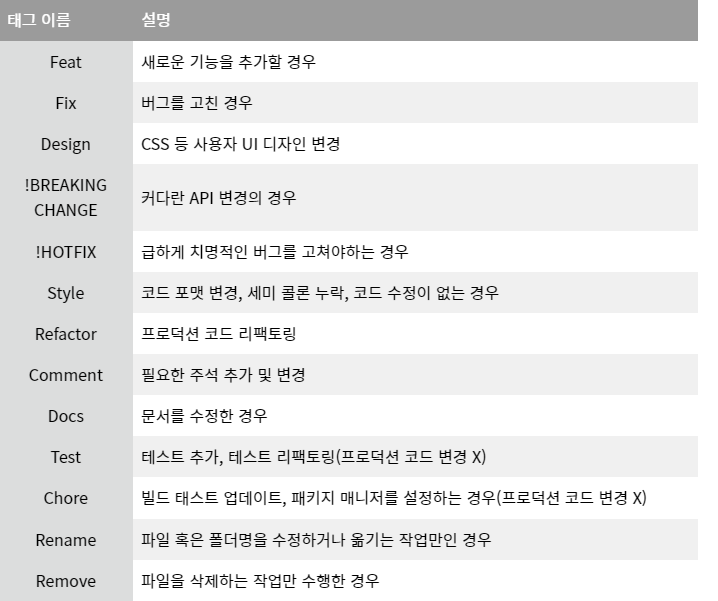 태그 이름 설명
Feat 새로운 기능을 추가할 경우
Fix 버그를 고친 경우
Design CSS 등 사용자 UI 디자인 변경
!BREAKING
CHANGE 커다란 API 변경의 경우
!HOTFIX 급하게 치명적인 버그를 고쳐야하는 경우
Style 코드 포맷 변경, 세미 콜론 누락, 코드 수정이 없는 경우
Refactor 프로덕션 코드 리팩토링
Comment 필요한 주석 추가 및 변경
Docs 문서를 수정한 경우
Test 테스트 추가, 테스트 리팩토링(프로덕션 코드 변경 X)
Chore 빌드 태스트 업데이트, 패키지 매니저를 설정하는 경우(프로덕션 코드 변경 X)
Rename 파일 혹은 폴더명을 수정하거나 옮기는 작업만인 경우
Remove 파일을 삭제하는 작업만 수행한 경우